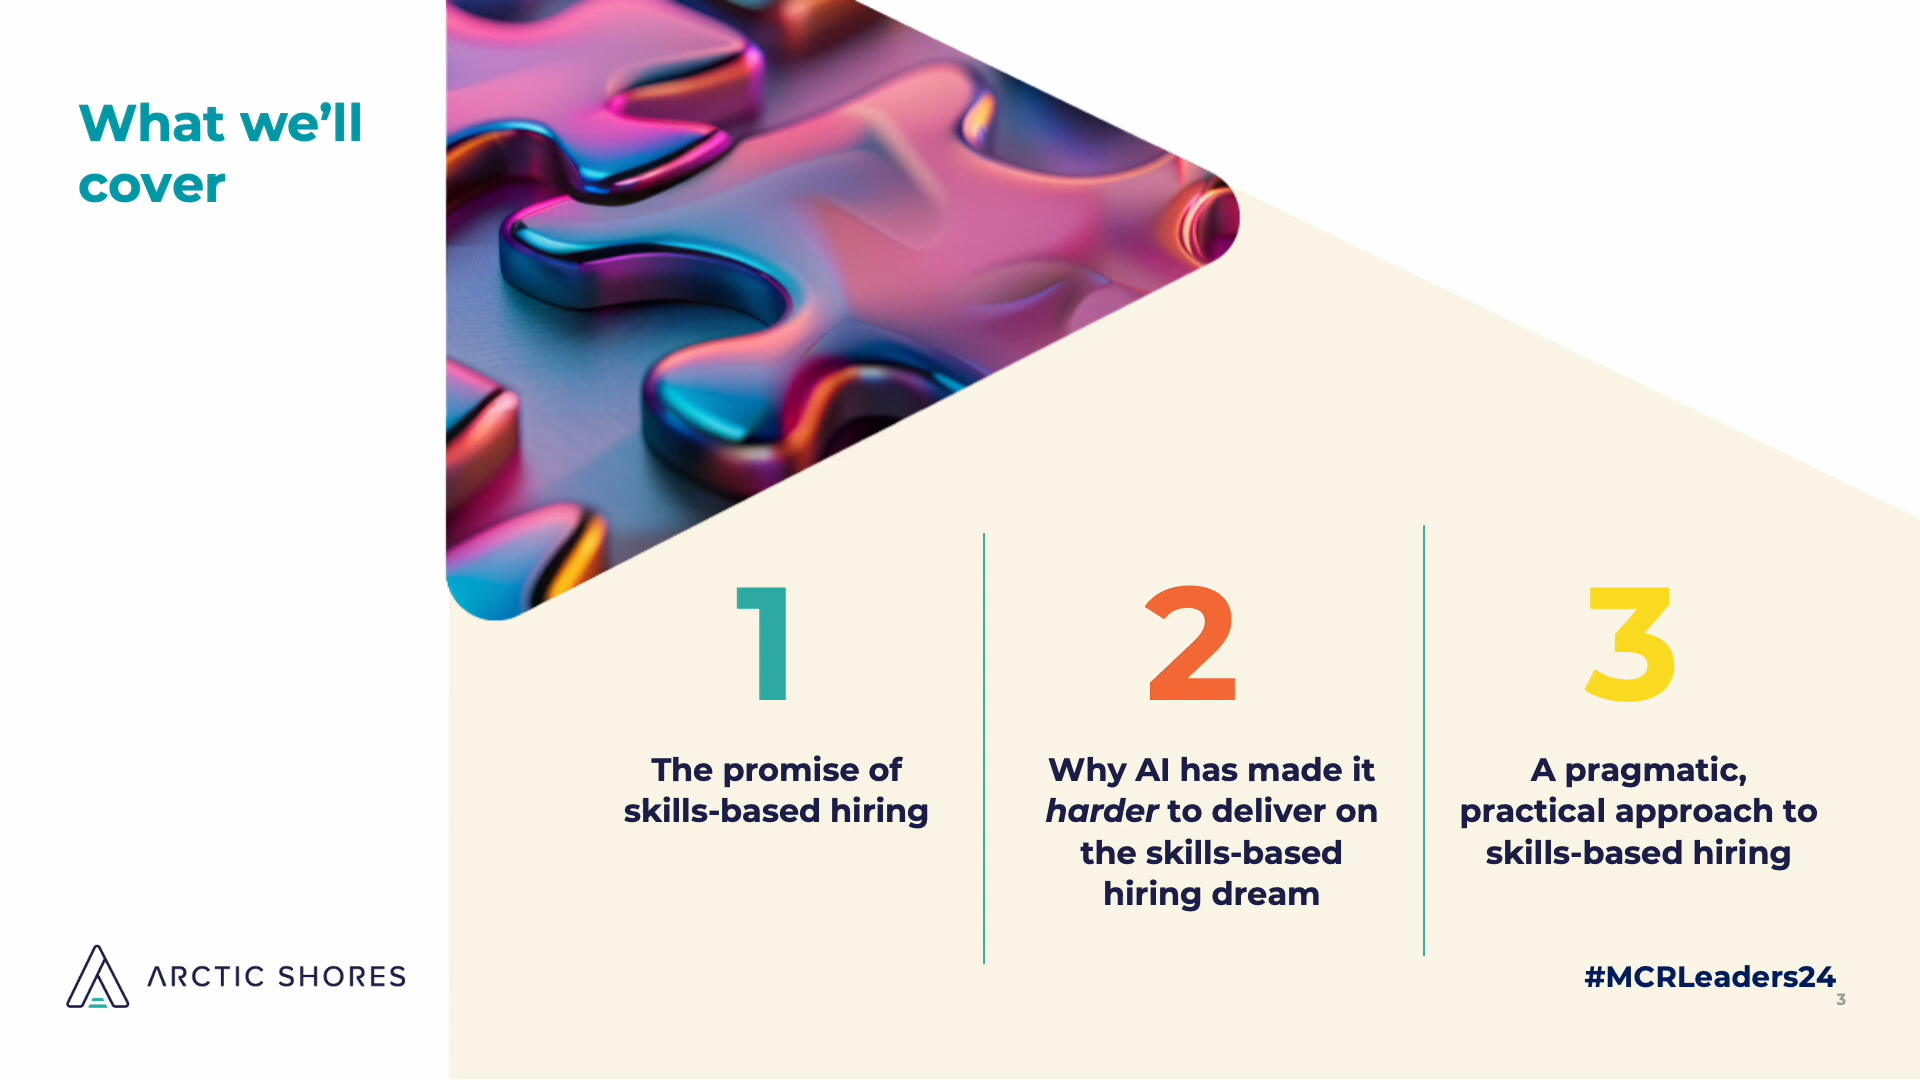 What we'll
cover
1
The promise of
skills-based hiring
2
Why AI has made it
harder to deliver on
the skills-based
hiring dream
3
A pragmatic,
practical approach to
skills-based hiring
ARCTIC SHORES
#MCRLeaders24
3